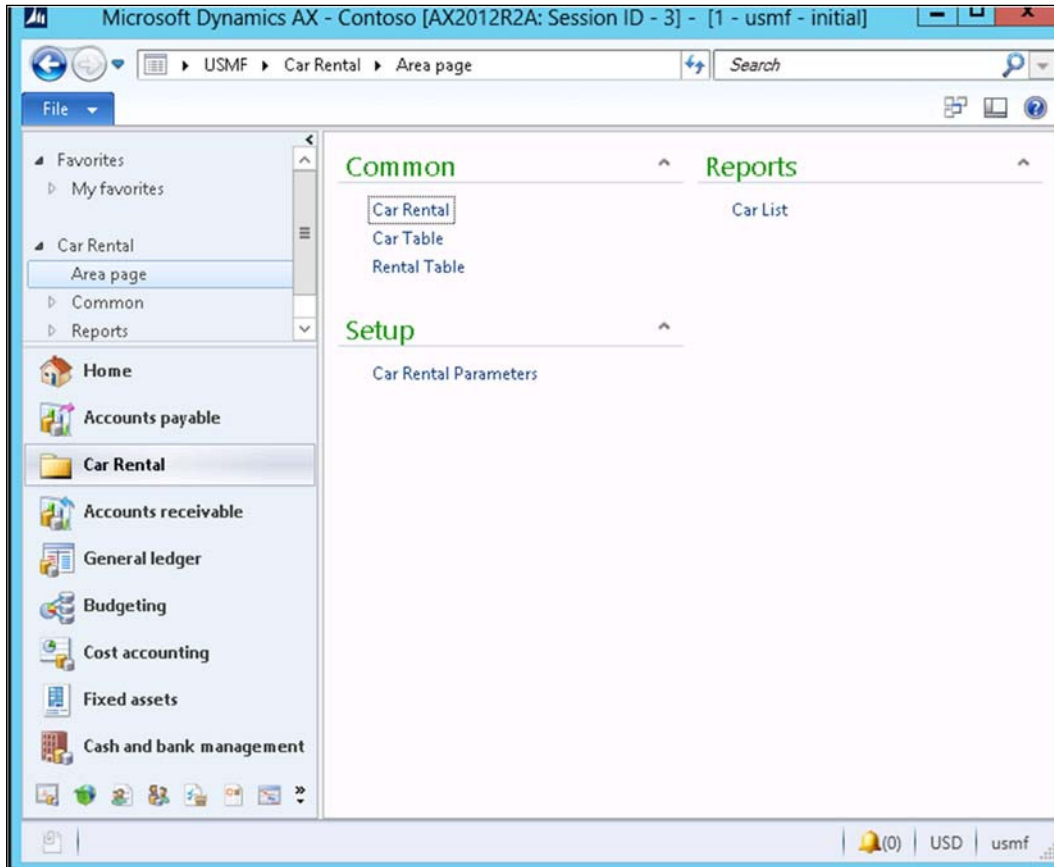 Microsoft Dynamics AX - Contoso [AX2012R2A: Session ID - 3] - [1 - usmf - initial]
USMF Car Rental Area page
Search
File
Favorites
My favorites
Car Rental
Area page
Common
Reports
Home
Accounts payable
Car Rental
Accounts receivable
General ledger
Budgeting
Cost accounting
Fixed assets
Cash and bank management
Common
Car Rental
Car Table
Rental Table
Setup
Car Rental Parameters
Reports
Car List
(0) USD usmf